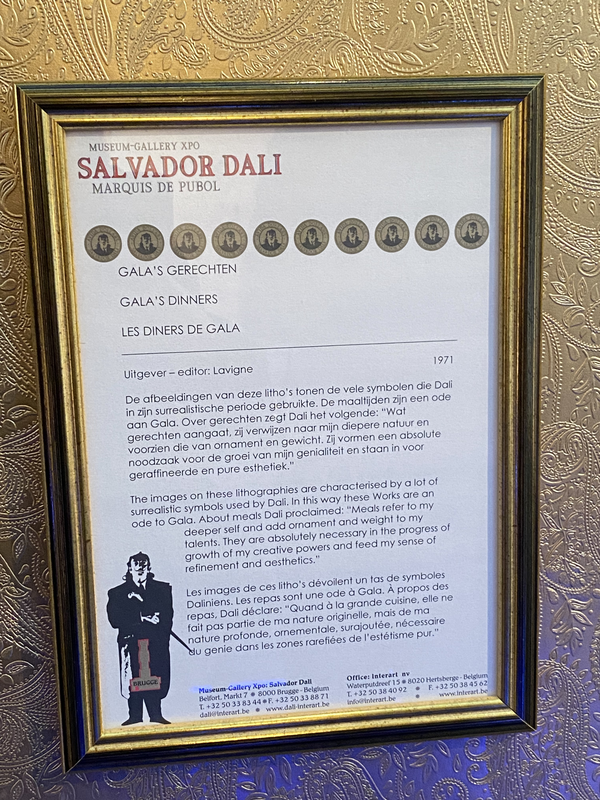 MUSEUM-GALLERY XPO
SALVADOR DALI
MARQUIS DE PUBOL
GALA'S GERECHTEN
GALA'S DINNERS
LES DINERS DE GALA
Uitgever – editor: Lavigne 1971
De afbeeldingen van deze litho's tonen de vele symbolen die Dali
in zijn surrealistische periode gebruikte. De maaltijden zijn een ode
aan Gala. Over gerechten zegt Dali het volgende: "Wat
gerechten aangaat, zij verwijzen naar mijn diepere natuur en
voorzien die van ornament en gewicht. Zij vormen een absolute
noodzaak voor de groei van mijn genialiteit en staan in voor
geraffineerde en pure esthetiek."
The images on these lithographies are characterised by a lot of
surrealistic symbols used by Dali. In this way these Works are an
ode to Gala. About meals Dali proclaimed: "Meals refer to my
deeper self and add ornament and weight to my
talents. They are absolutely necessary in the progress of
growth of my creative powers and feed my sense of
refinement and aesthetics."
Les images de ces litho's dévoilent un tas de symboles
Daliniens. Les repas sont une ode à Gala. À propos des
repas, Dali déclare: "Quand à la grande cuisine, elle ne
fait pas partie de ma nature originelle, mais de ma
nature profonde, ornementale, surajoutée, nécessaire
du genie dans les zones rarefiées de l'estétisme pur."
BRUGGE
Museum-Gallery Xpo: Salvador Dali
Belfort, Markt 7 * 8000 Brugge - Belgium
T. +32 50 33 83 44 * F. +32 50 33 88 71
dali@interart.be * www.dali-interart.be
Office: Interart nv
Waterputdreef 15 * 8020 Hertsberge - Belgium
T. +32 50 38 40 92 * F. +32 50 38 45 62
info@interart.be * www.interart.be